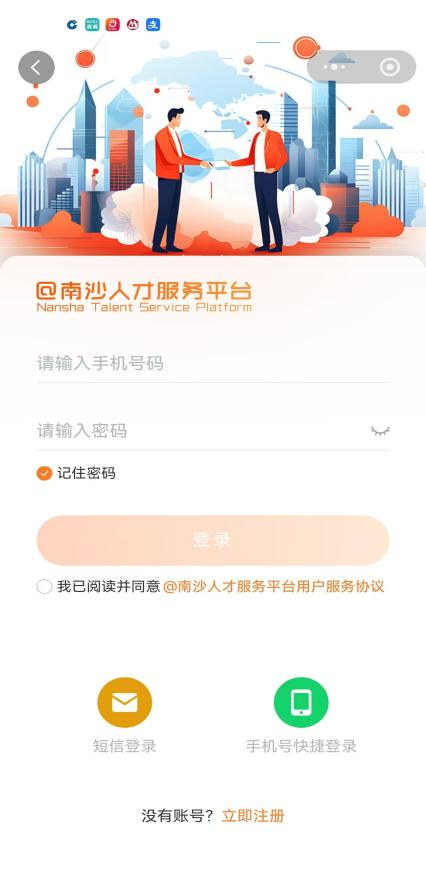 @南沙人才服务平台
Nansha Talent Service Platform
请输入手机号码
请输入密码
记住密码
登录
我已阅读并同意 @南沙人才服务平台用户服务协议
短信登录
手机号快捷登录
没有账号？立即注册